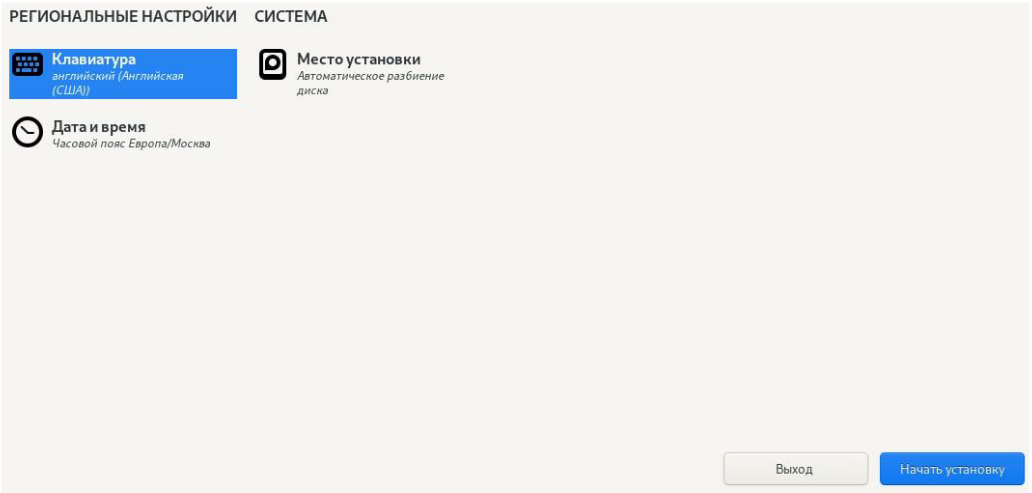 РЕГИОНАЛЬНЫЕ НАСТРОЙКИ
Клавиатура
английский (Английская
(США))
Дата и время
Часовой пояс Европа/Москва
СИСТЕМА
Место установки
Автоматическое разбиение
диска
Выход
Начать установку